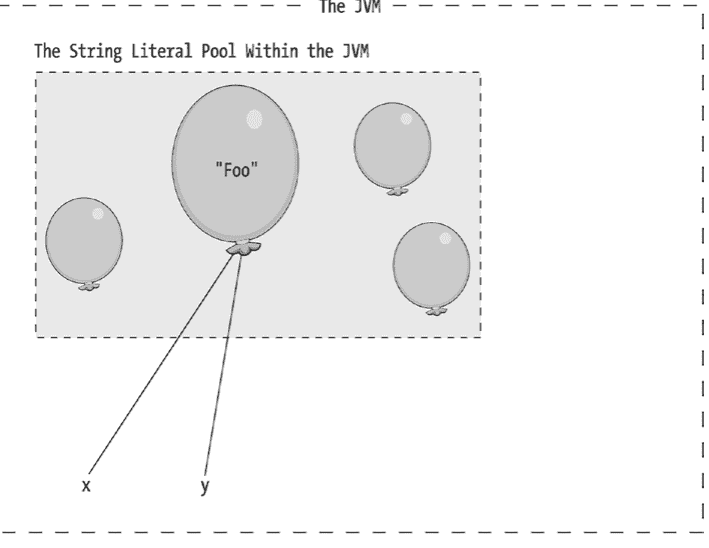 The JVM
The String Literal Pool Within the JVM
"Foo"
x
y